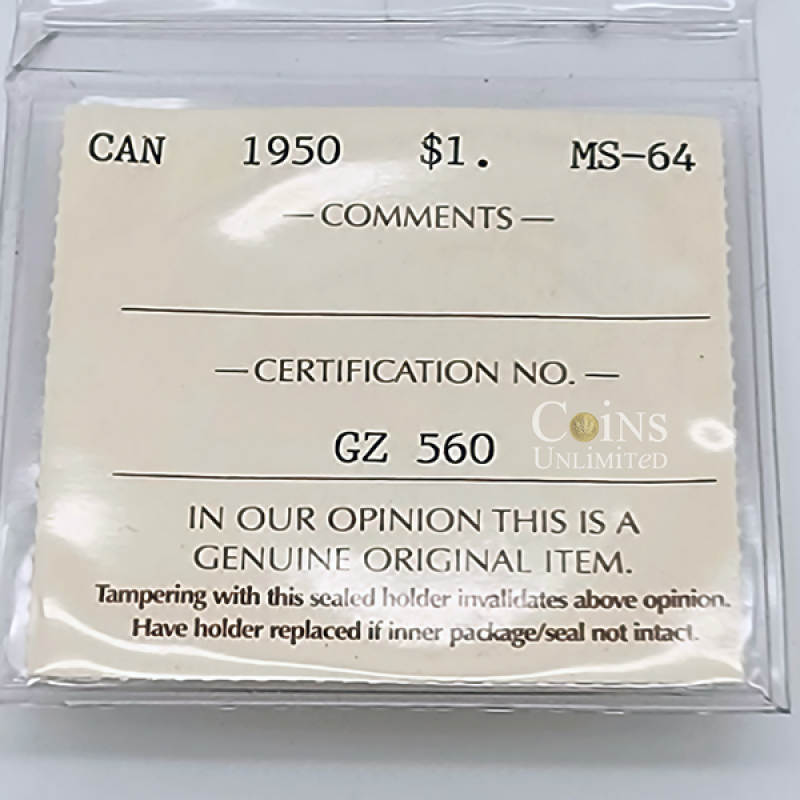 CAN 1950 $1. MS-64
— COMMENTS —
— CERTIFICATION NO. —
GZ 560
Coins
Unlimited
IN OUR OPINION THIS IS A
GENUINE ORIGINAL ITEM.
Tampering with this sealed holder invalidates above opinion.
Have holder replaced if inner package/seal not intact.